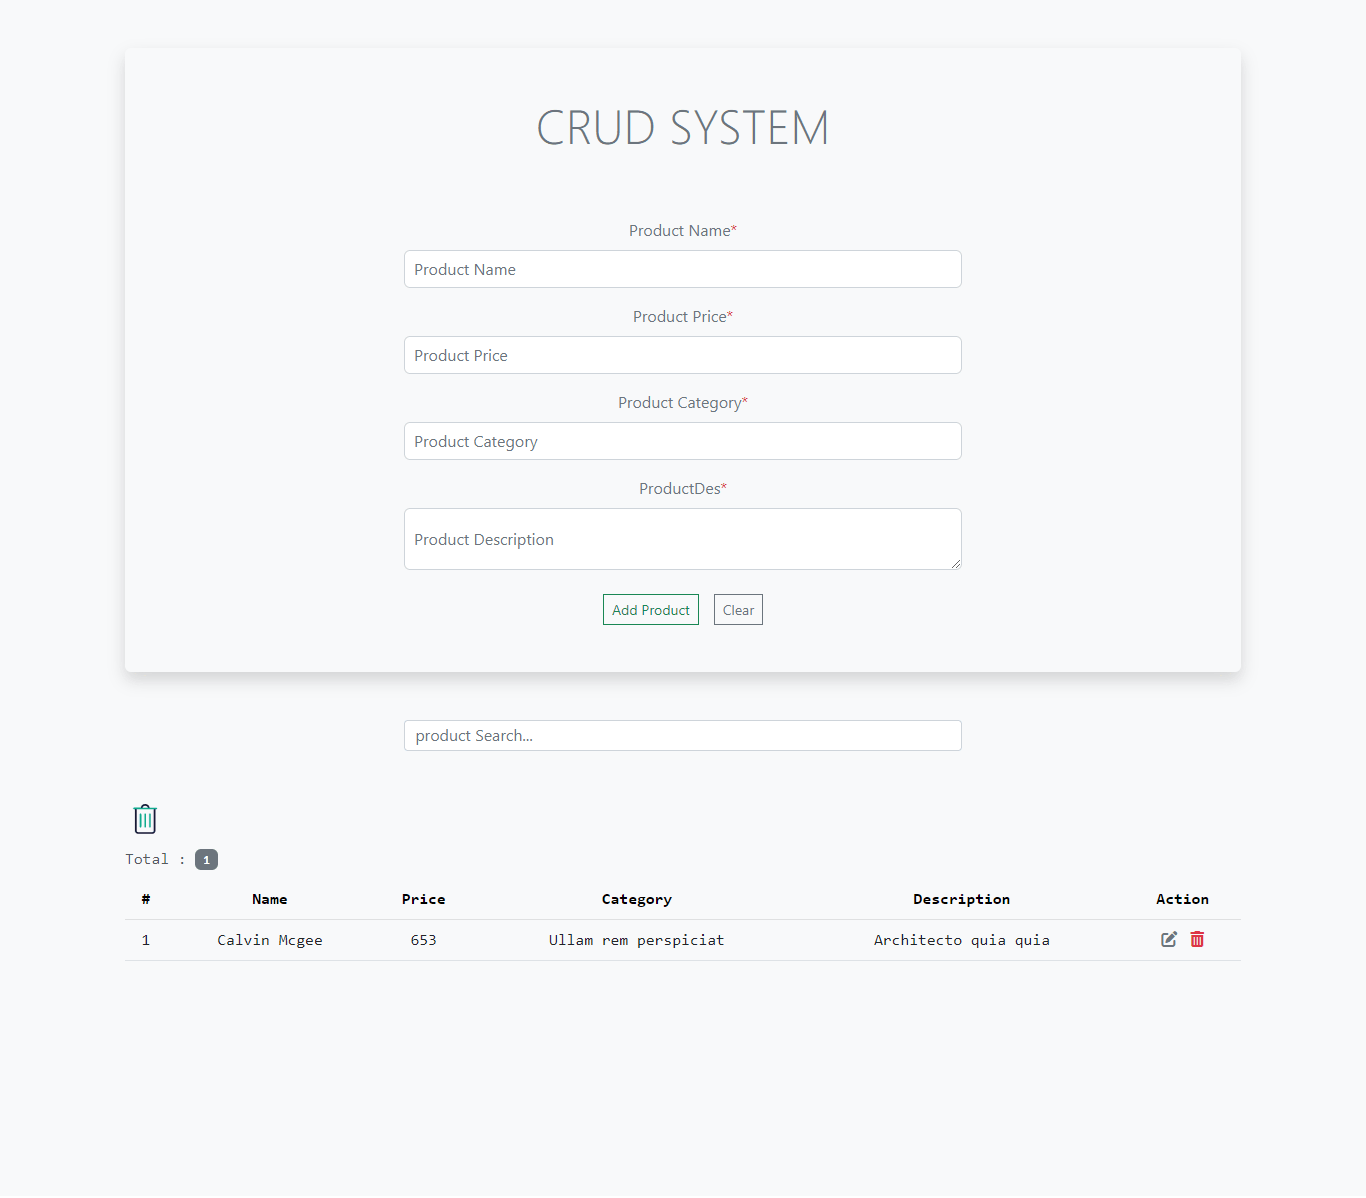 CRUD SYSTEM
Product Name*
Product Name
Product Price*
Product Price
Product Category*
Product Category
ProductDes*
Product Description
Add Product Clear
product Search...
Total : 1
# Name Price Category Description Action
1 Calvin Mcgee 653 Ullam rem perspiciat Architecto quia quia